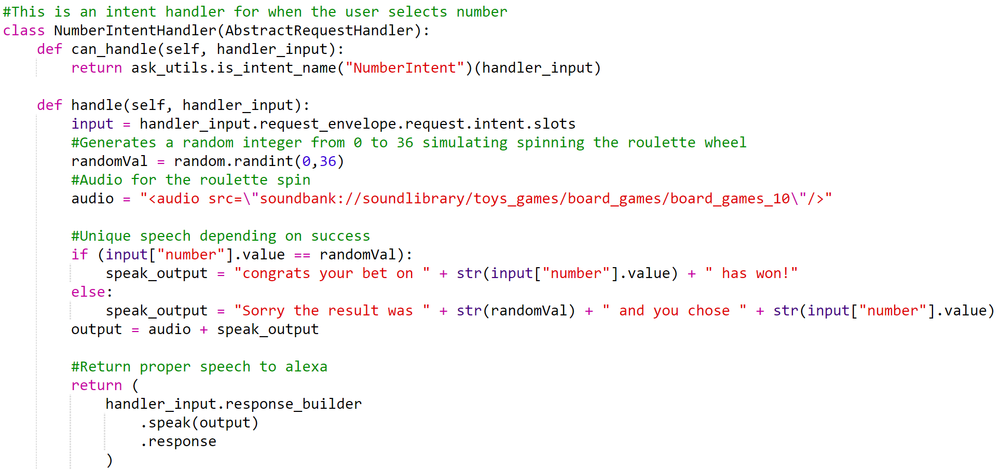 #This is an intent handler for when the user selects number
class NumberIntentHandler(AbstractRequestHandler):
    def can_handle(self, handler_input):
        return ask_utils.is_intent_name("NumberIntent")(handler_input)

    def handle(self, handler_input):
        input = handler_input.request_envelope.request.intent.slots
        #Generates a random integer from 0 to 36 simulating spinning the roulette wheel
        randomVal = random.randint(0,36)
        #Audio for the roulette spin
        audio = "<audio src=\"soundbank://soundlibrary/toys_games/board_games/board_games_10\"/>"

        #Unique speech depending on success
        if (input["number"].value == randomVal):
            speak_output = "congrats your bet on " + str(input["number"].value) + " has won!"
        else:
            speak_output = "Sorry the result was " + str(randomVal) + " and you chose " + str(input["number"].value)
        output = audio + speak_output

        #Return proper speech to alexa
        return (
            handler_input.response_builder
                .speak(output)
                .response
            )